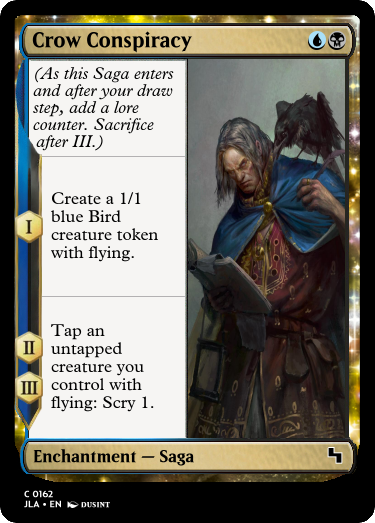 Crow Conspiracy
(As this Saga enters
and after your draw
step, add a lore
counter. Sacrifice
after III.)
I
Create a 1/1
blue Bird
creature token
with flying.
II
III
Tap an
untapped
creature you
control with
flying: Scry 1.
Enchantment — Saga
C 0162
JLA • EN DUSINT